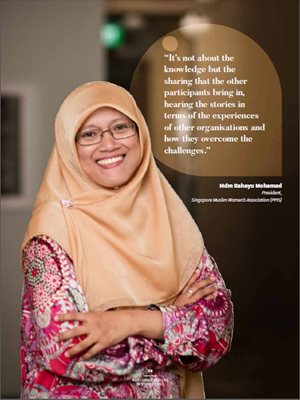 “It’s not about the
knowledge but the
sharing that the other
participants bring in,
hearing the stories in
terms of the experiences
of other organisations and
how they overcome the
challenges.”
Mdm Rahayu Mohamad
President,
Singapore Muslim Women’s Association (PPIS)